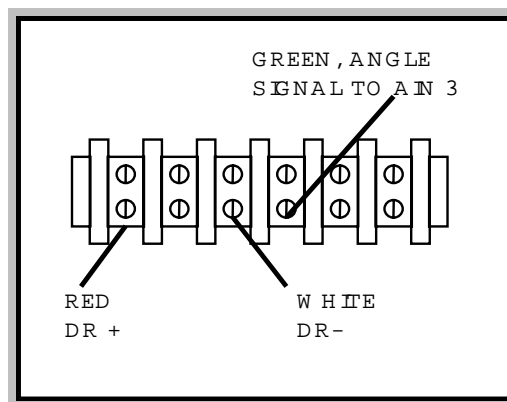 GREEN, ANGLE
SIGNAL TO AIN 3
RED
DR +
WHITE
DR-